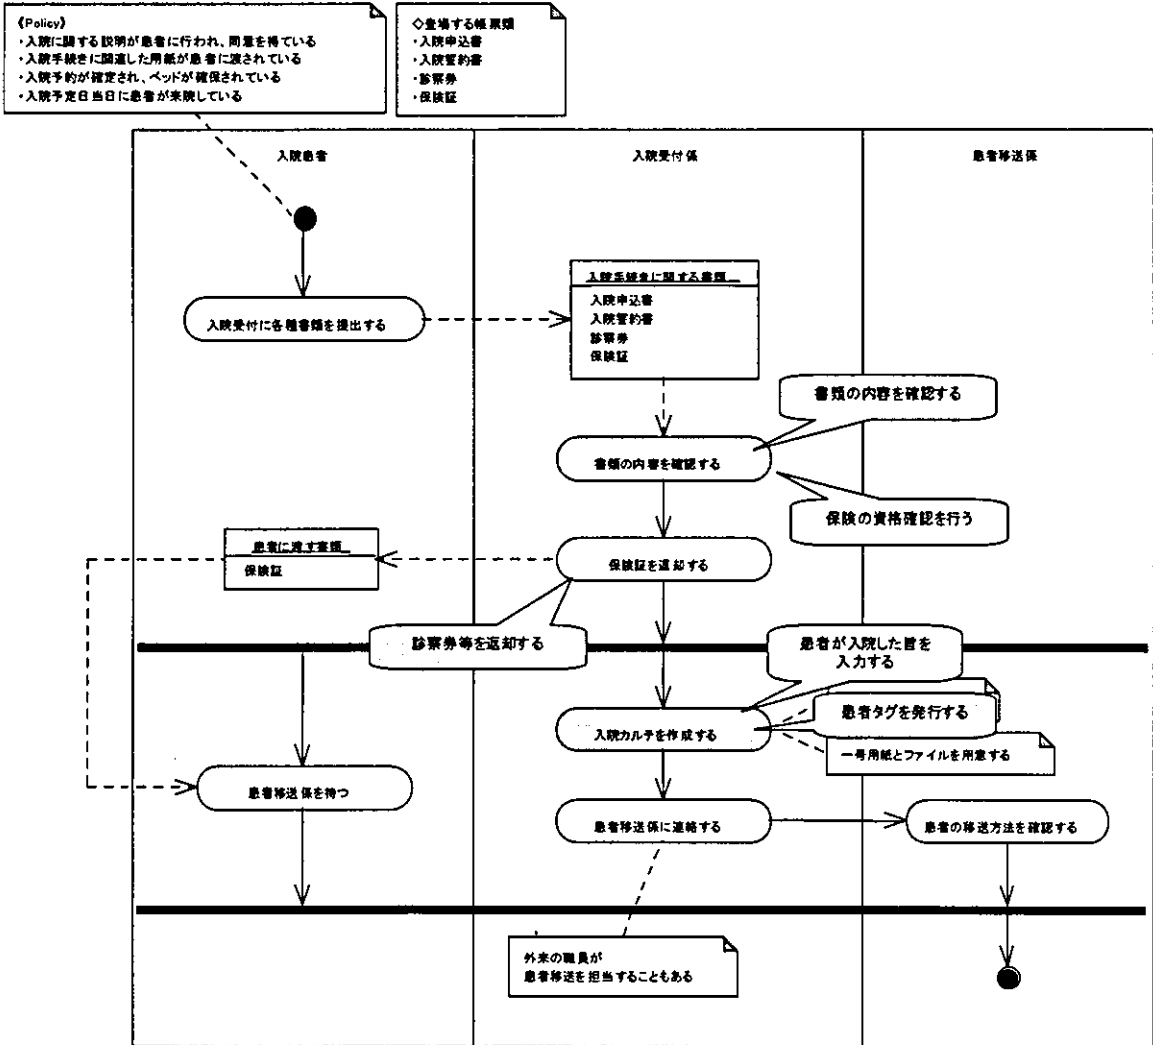 《Policy》
・入院に関する説明が患者に行われ、同意を得ている
・入院手続きに関連した用紙が患者に渡されている
・入院予約が確定され、ベッドが確保されている
・入院予定日当日に患者が来院している
◇登場する帳票類
・入院申込書
・入院誓約書
・診察券
・保険証
入院患者
入院受付係
患者移送係
入院手続きに関する書類
入院申込書
入院誓約書
診察券
保険証
入院受付に各種書類を提出する
書類の内容を確認する
書類の内容を確認する
保険の資格確認を行う
患者に渡す書類
保険証
保険証を返却する
診察券等を返却する
患者が入院した旨を
入力する
患者タグを発行する
入院カルテを作成する
一号用紙とファイルを用意する
患者移送係を待つ
患者移送係に連絡する
患者の移送方法を確認する
外来の職員が
患者移送を担当することもある